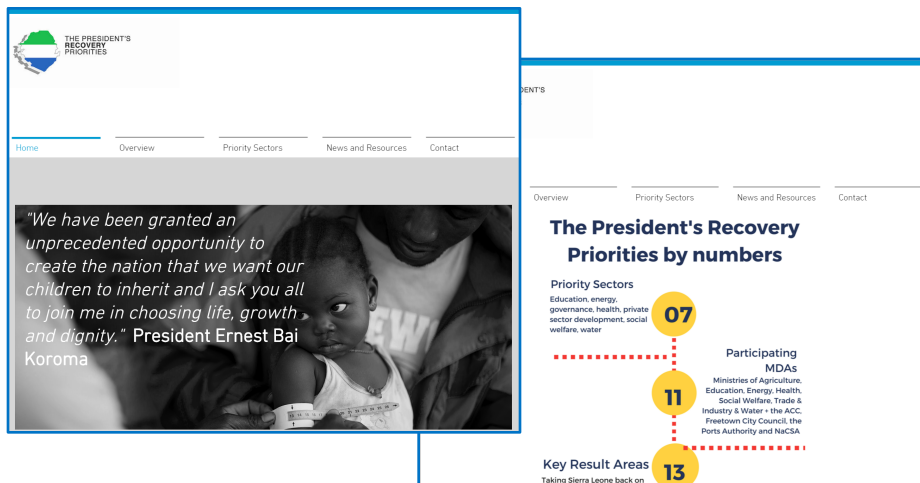 THE PRESIDENT'S
RECOVERY
PRIORITIES
Home
Overview
Priority Sectors
News and Resources
Contact
"We have been granted an
unprecedented opportunity to
create the nation that we want our
children to inherit and I ask you all
to join me in choosing life, growth
and dignity." President Ernest Bai
Koroma
DENT'S
Overview
Priority Sectors
News and Resources
Contact
The President's Recovery
Priorities by numbers
Priority Sectors
Education, energy,
governance, health, private
sector development, social
welfare, water
07
Participating
MDAs
Ministries of Agriculture,
Education, Energy, Health,
Social Welfare, Trade &
Industry & Water + the ACC,
Freetown City Council, the
Ports Authority and NaCSA
11
Key Result Areas
Taking Sierra Leone back on
13